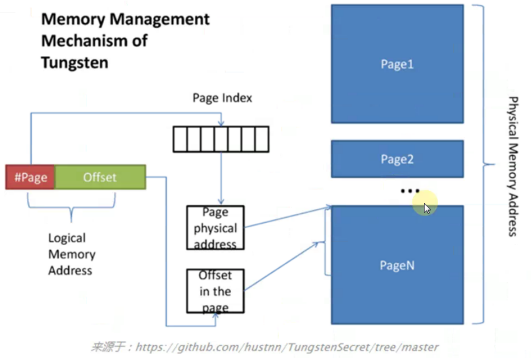 Memory Management
Mechanism of
Tungsten
Page Index
#Page
Offset
Logical
Memory
Address
Page
physical
address
Offset
in the
page
Page1
Page2
...
PageN
Physical Memory Address
来源于：https://github.com/hustnn/TungstenSecret/tree/master